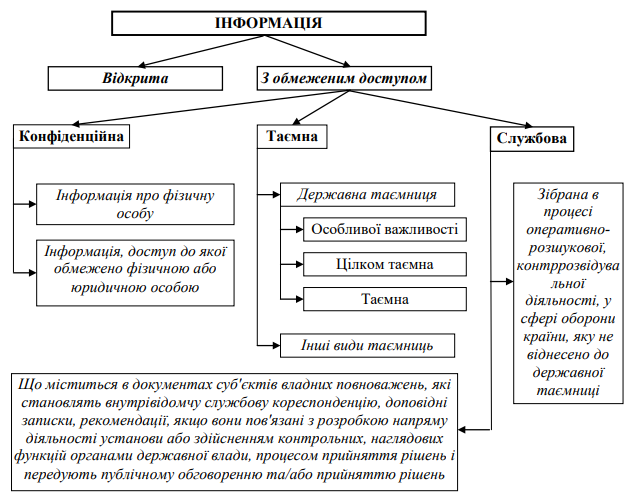 ІНФОРМАЦІЯ
Відкрита
З обмеженим доступом
Конфіденційна
Таємна
Службова
Інформація про фізичну
особу
Інформація, доступ до якої
обмежено фізичною або
юридичною особою
Державна таємниця
Особливої важливості
Цілком таємна
Таємна
Інші види таємниць
Зібрана в
процесі
оперативно-
розшукової,
контррозвідува
льної
діяльності, у
сфері оборони
країни, яку не
віднесено до
державної
таємниці
Що міститься в документах суб'єктів владних повноважень, які
становлять внутрівідомчу службову кореспонденцію, доповідні
записки, рекомендації, якщо вони пов'язані з розробкою напряму
діяльності установи або здійсненням контрольних, наглядових
функцій органами державної влади, процесом прийняття рішень і
передують публічному обговоренню та/або прийняттю рішень